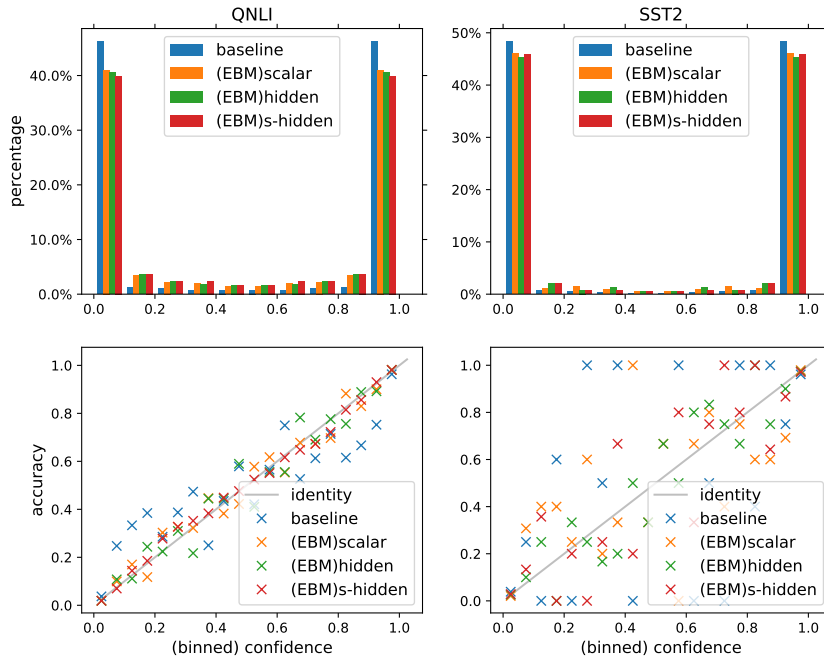 QNLI
SST2
baseline
(EBM)scalar
(EBM)hidden
(EBM)s-hidden
baseline
(EBM)scalar
(EBM)hidden
(EBM)s-hidden
percentage
40.0%
30.0%
20.0%
10.0%
0.0%
50%
40%
30%
20%
10%
0%
0.0 0.2 0.4 0.6 0.8 1.0
0.0 0.2 0.4 0.6 0.8 1.0
accuracy
1.0
0.8
0.6
0.4
0.2
0.0
1.0
0.8
0.6
0.4
0.2
0.0
identity
baseline
(EBM)scalar
(EBM)hidden
(EBM)s-hidden
identity
baseline
(EBM)scalar
(EBM)hidden
(EBM)s-hidden
0.0 0.2 0.4 0.6 0.8 1.0
0.0 0.2 0.4 0.6 0.8 1.0
(binned) confidence
(binned) confidence